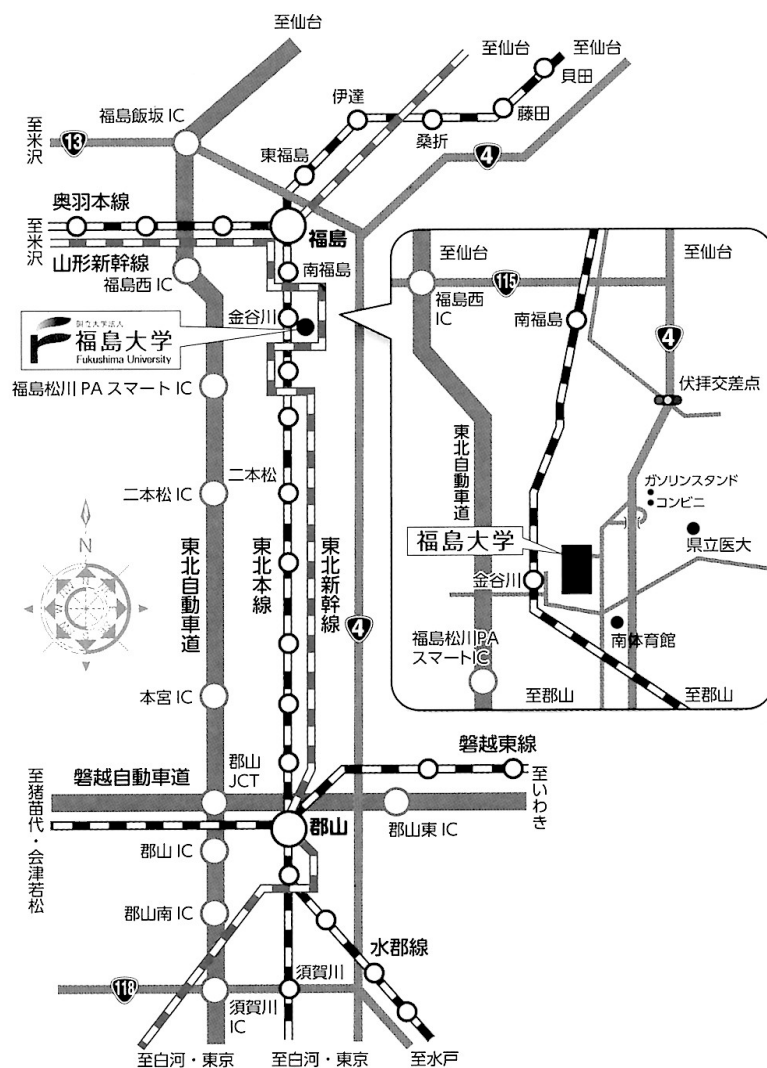 至仙台
至仙台
至仙台
貝田
伊達
藤田
福島飯坂 IC
桑折
至米沢
13
東福島
4
奥羽本線
福島
至米沢
山形新幹線
南福島
福島西 IC
金谷川
国立大学法人
福島大学
Fukushima University
福島松川 PA スマート IC
二本松 IC
二本松
N
東北自動車道
東北本線
東北新幹線
4
本宮 IC
郡山
JCT
磐越東線
磐越自動車道
至いわき
至猪苗代・会津若松
郡山
郡山東 IC
郡山 IC
郡山南 IC
水郡線
118
須賀川
IC
須賀川
至白河・東京
至白河・東京
至水戸
至仙台
至仙台
115
福島西
IC
南福島
4
伏拝交差点
東北自動車道
ガソリンスタンド
コンビニ
福島大学
県立医大
金谷川
南体育館
福島松川PA
スマートIC
至郡山
至郡山